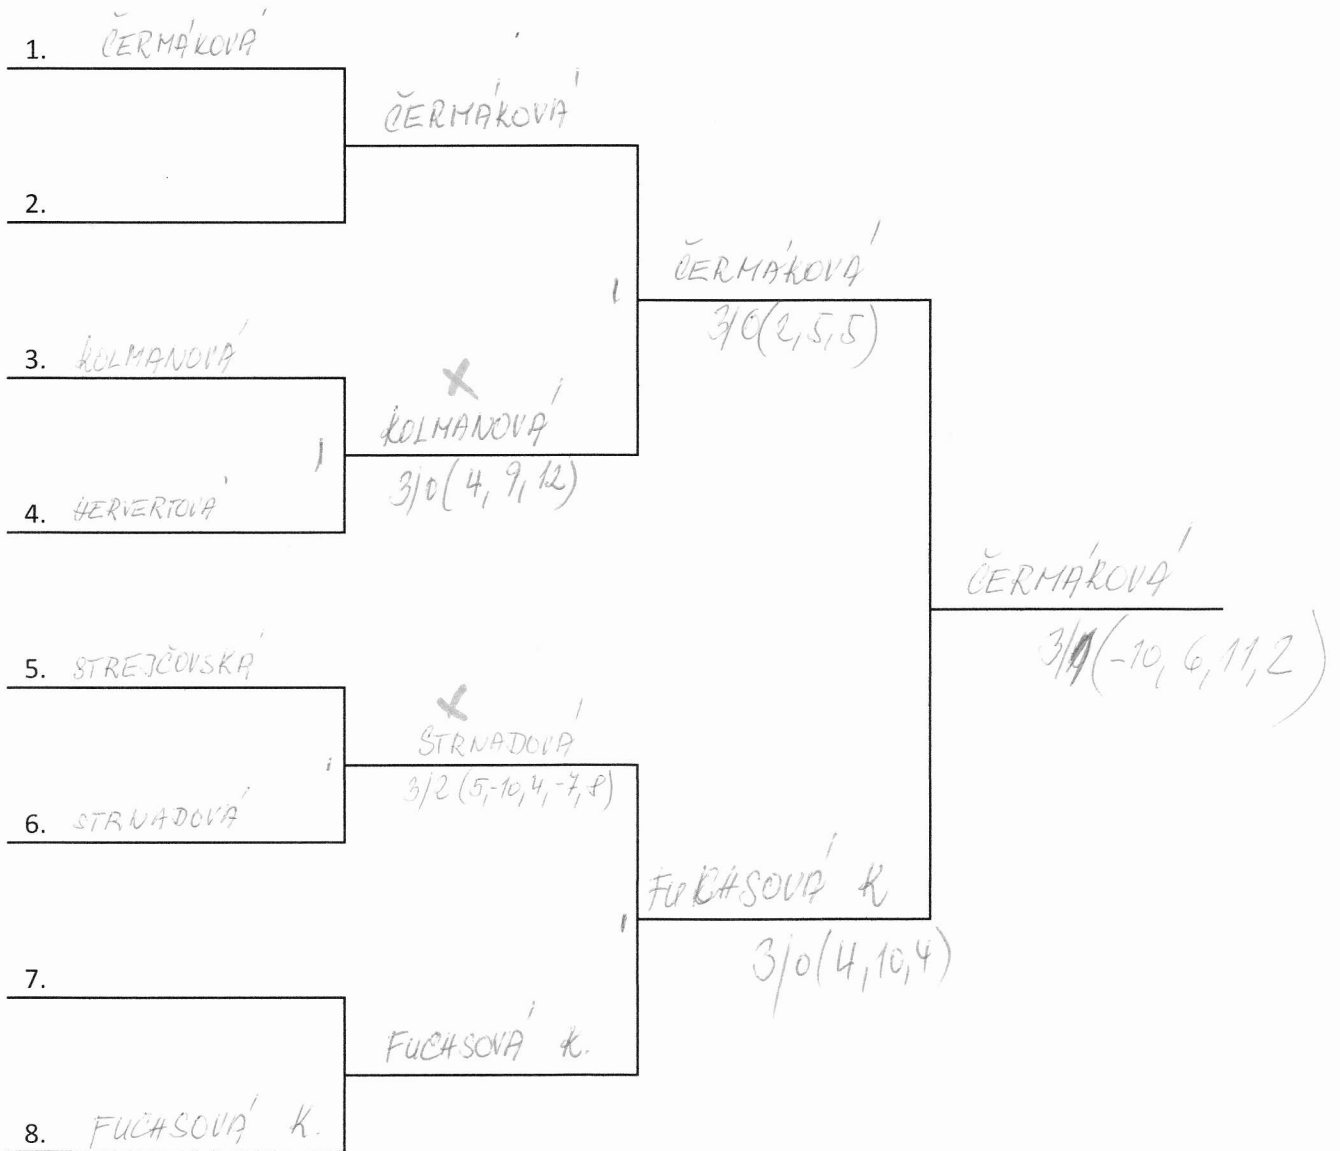 1. ČERMÁKOVÁ
ČERMÁKOVÁ
2.
ČERMÁKOVÁ
3/0(2,5,5)
3. KOLMANOVÁ
KOLMANOVÁ
3/0(4, 9, 12)
4. HERVERTOVÁ
ČERMÁKOVÁ
3/1(-10, 6, 11, 2)
5. STREJČOVSKÁ
STRNADOVÁ
3/2(5,-10,4,-7,8)
6. STRNADOVÁ
FUCHSOVÁ K
3/0(4,10,4)
7.
FUCHSOVÁ K.
8. FUCHSOVÁ K.